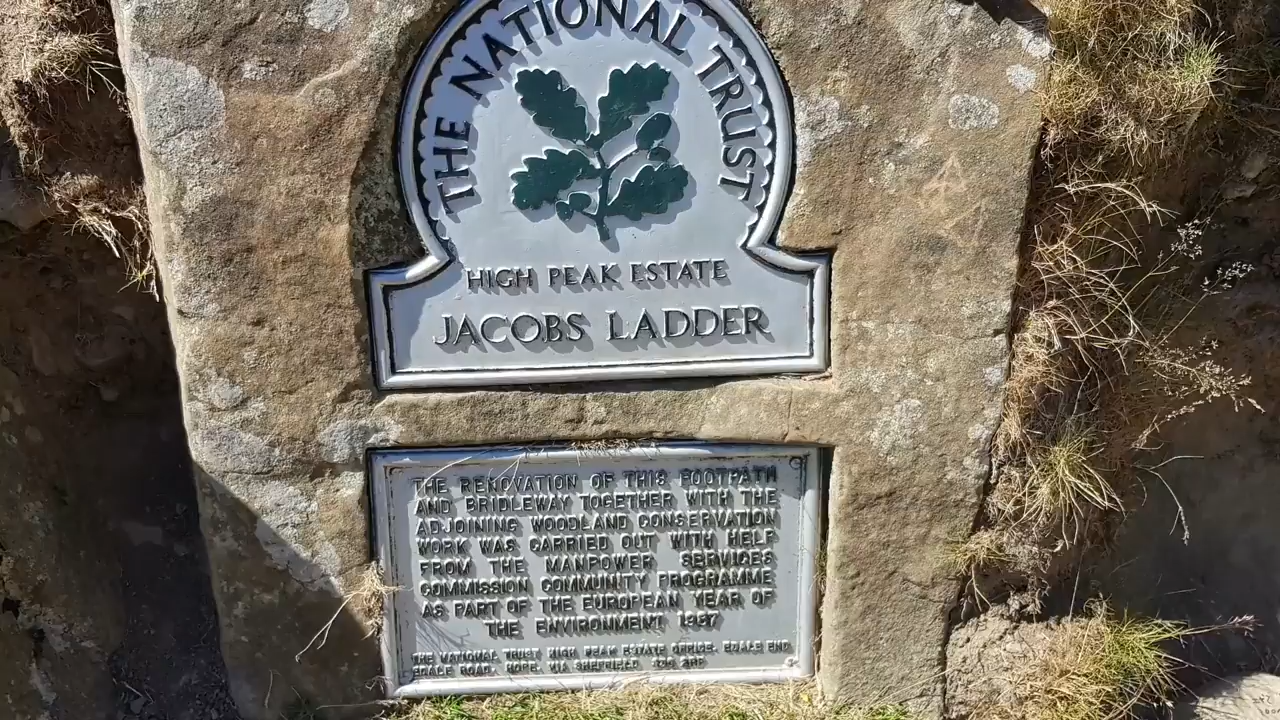 THE NATIONAL TRUST
HIGH PEAK ESTATE
JACOBS LADDER
THE RENOVATION OF THIS FOOTPATH
AND BRIDLEWAY TOGETHER WITH THE
ADJOINING WOODLAND CONSERVATION
WORK WAS CARRIED OUT WITH HELP
FROM THE MANPOWER SERVICES
COMMISSION COMMUNITY PROGRAMME
AS PART OF THE EUROPEAN YEAR OF
THE ENVIRONMENT 1987
THE NATIONAL TRUST HIGH PEAK ESTATE OFFICE. EDALE END
EDALE ROAD. HOPE. VIA SHEFFIELD